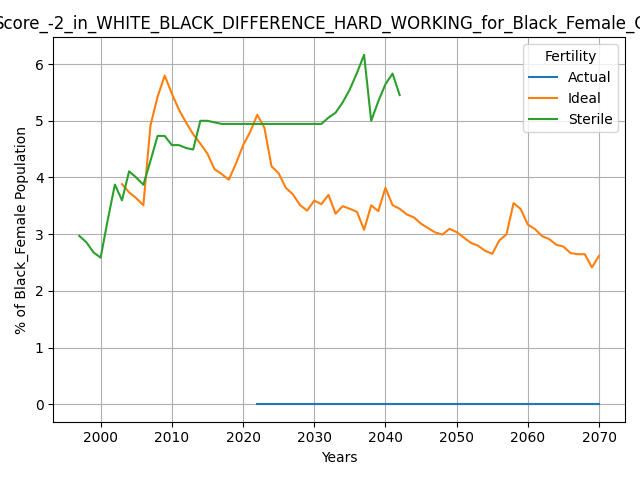 Score_-2_in_WHITE_BLACK_DIFFERENCE_HARD_WORKING_for_Black_Female_
% of Black_Female Population
6
5
4
3
2
1
0
Fertility
Actual
Ideal
Sterile
2000 2010 2020 2030 2040 2050 2060 2070
Years